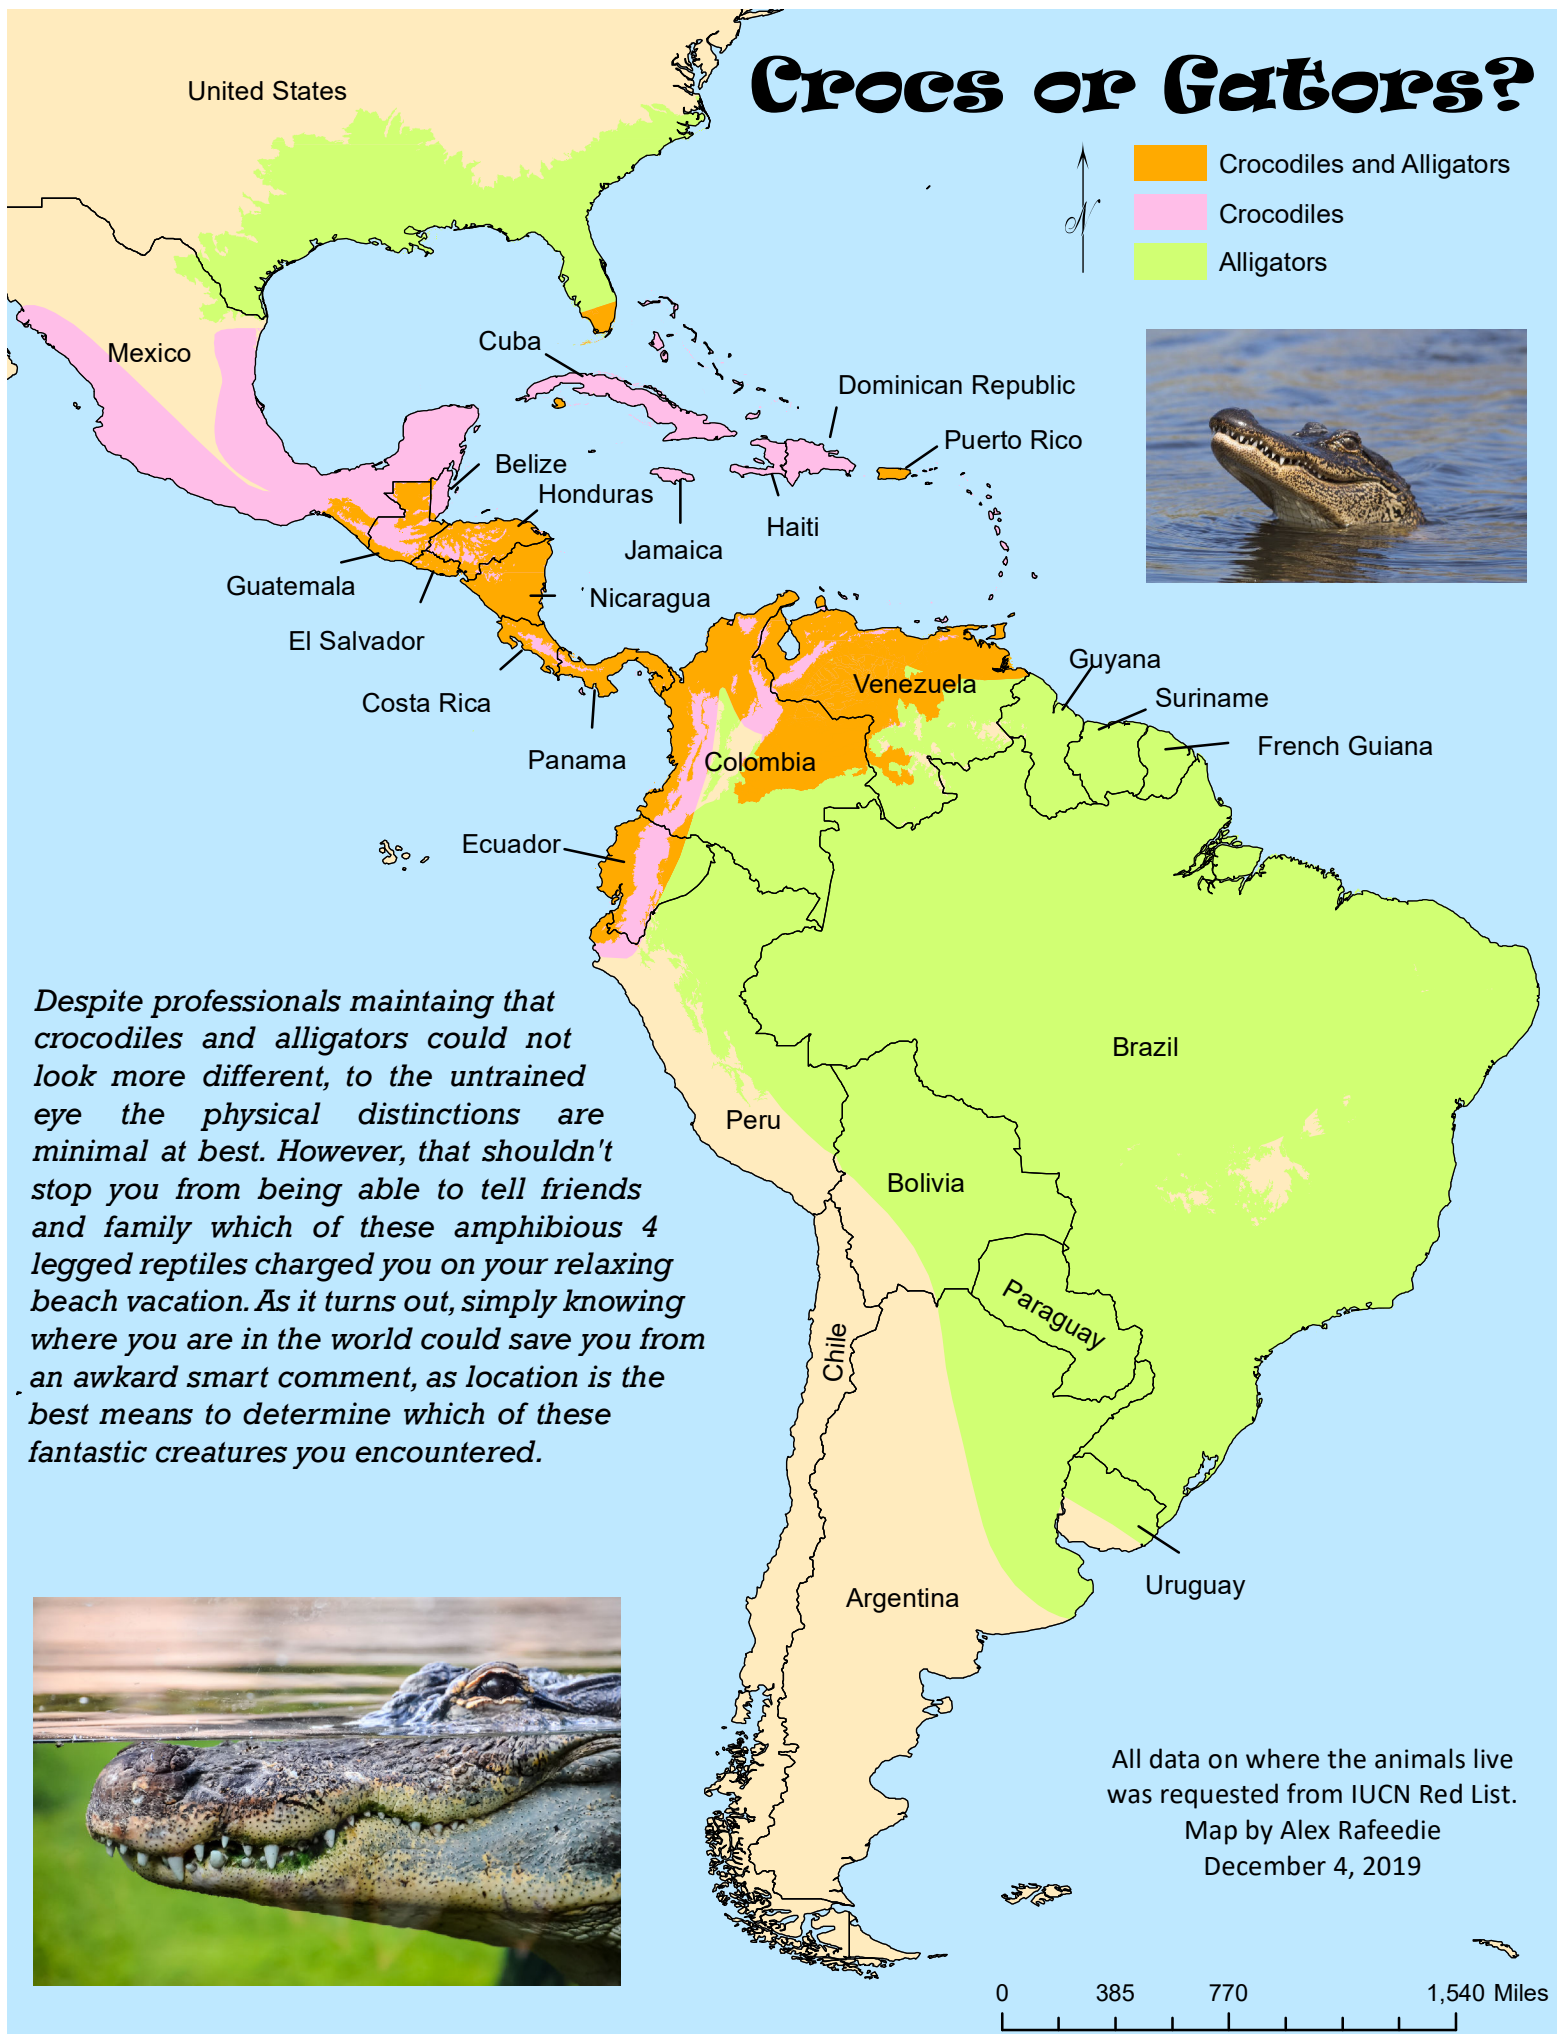 Crocs or Gators?
N
Crocodiles and Alligators
Crocodiles
Alligators
United States
Mexico
Cuba
Dominican Republic
Puerto Rico
Belize
Honduras
Jamaica
Haiti
Guatemala
Nicaragua
El Salvador
Costa Rica
Panama
Venezuela
Guyana
Suriname
French Guiana
Colombia
Ecuador
Brazil
Peru
Bolivia
Paraguay
Chile
Argentina
Uruguay
Despite professionals maintaing that
crocodiles and alligators could not
look more different, to the untrained
eye the physical distinctions are
minimal at best. However, that shouldn't
stop you from being able to tell friends
and family which of these amphibious 4
legged reptiles charged you on your relaxing
beach vacation. As it turns out, simply knowing
where you are in the world could save you from
an awkard smart comment, as location is the
best means to determine which of these
fantastic creatures you encountered.
All data on where the animals live
was requested from IUCN Red List.
Map by Alex Rafeedie
December 4, 2019
0 385 770 1,540 Miles